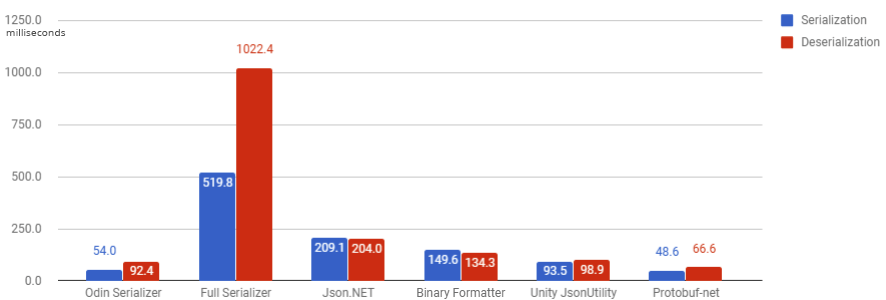 1250.0
milliseconds
1000.0
750.0
500.0
250.0
0.0
54.0
92.4
519.8
1022.4
209.1
204.0
149.6
134.3
93.5
98.9
48.6
66.6
Odin Serializer
Full Serializer
Json.NET
Binary Formatter
Unity JsonUtility
Protobuf-net
Serialization
Deserialization